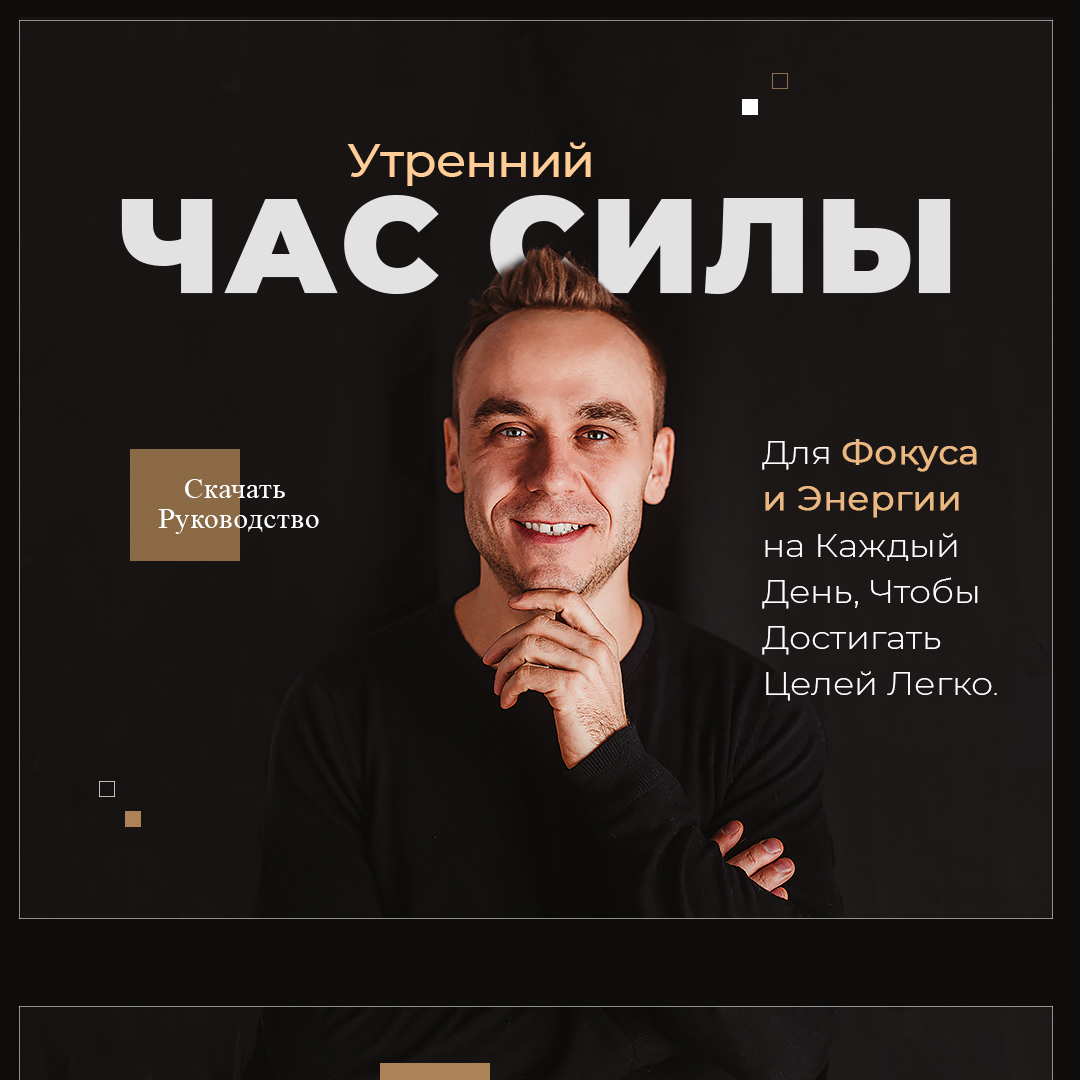 Утренний
ЧАС СИЛЫ
Скачать
Руководство
Для Фокуса
и Энергии
на Каждый
День, Чтобы
Достигать
Целей Легко.